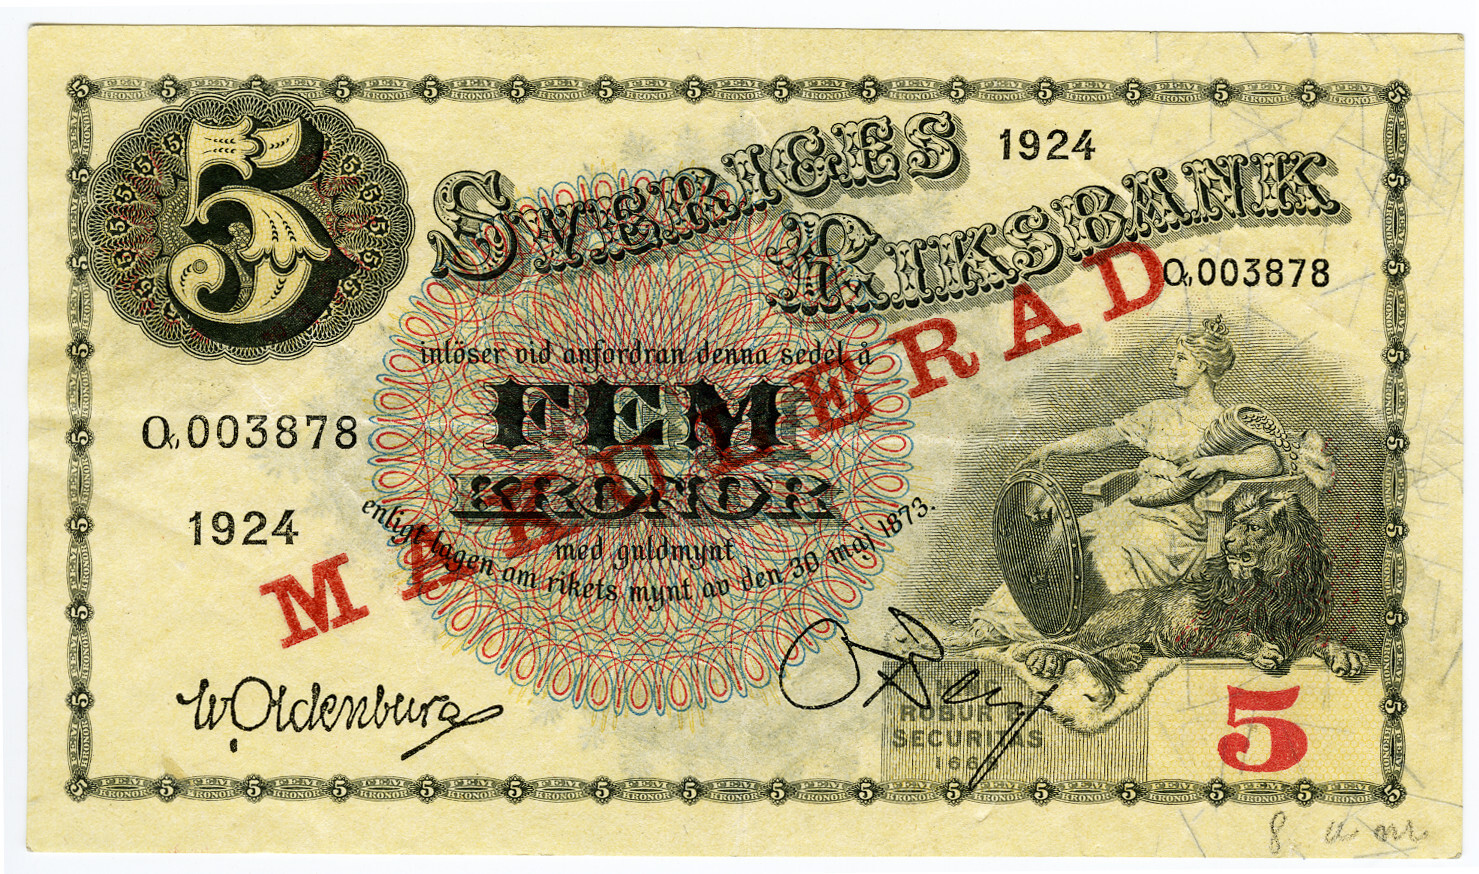 5
SVERIGES
1924
RIKSBANK
003878
inlöser vid anfordran denna sedel å
FEM
KRONOR
003878
1924
med guldmynt
enligt lagen om rikets mynt av den 30 maj 1873.
MAKULERAD
W. Oldenburg
ROBUR
SECURITAS
166
5